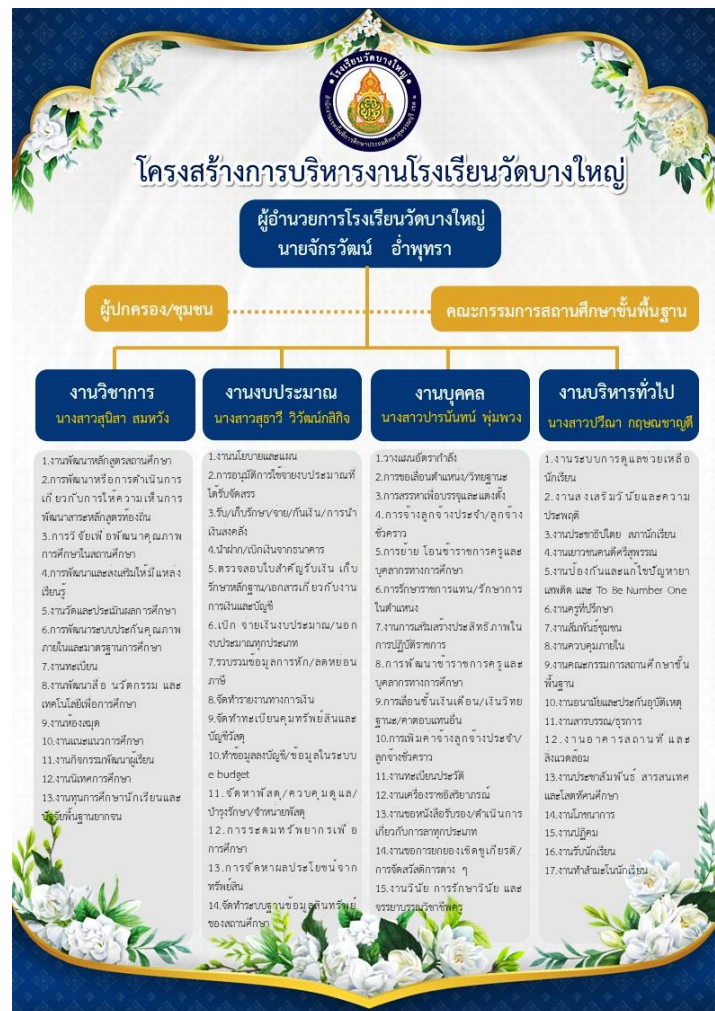 โรงเรียนวัดบางใหญ่
สำนักงานเขตพื้นที่การศึกษาประถมศึกษาสุพรรณบุรี เขต ๑
โครงสร้างการบริหารงานโรงเรียนวัดบางใหญ่
ผู้อำนวยการโรงเรียนวัดบางใหญ่
นายจักรวัฒน์ อ่ำพุทรา
ผู้ปกครอง/ชุมชน
คณะกรรมการสถานศึกษาขั้นพื้นฐาน
งานวิชาการ
นางสาวสุนิสา สมหวัง
1.งานพัฒนาหลักสูตรสถานศึกษา
2.การพัฒนาหรือการดำเนินการ
เกี่ยวกับการให้ความเห็นการ
พัฒนาสาระหลักสูตรท้องถิ่น
3.การวิจัยเพื่อพัฒนาคุณภาพ
การศึกษาในสถานศึกษา
4.การพัฒนาและส่งเสริมให้มีแหล่ง
เรียนรู้
5.งานวัดและประเมินผลการศึกษา
6.การพัฒนาระบบประกันคุณภาพ
ภายในและมาตรฐานการศึกษา
7.งานทะเบียน
8.งานพัฒนาสื่อ นวัตกรรม และ
เทคโนโลยีเพื่อการศึกษา
9.งานห้องสมุด
10.งานแนะแนวการศึกษา
11.งานกิจกรรมพัฒนาผู้เรียน
12.งานนิเทศการศึกษา
13.งานทุนการศึกษานักเรียนและ
ปัจจัยพื้นฐานยากจน
งานงบประมาณ
นางสาวสุธาวี วิวัฒน์กสิกิจ
1.งานนโยบายและแผน
2.การอนุมัติการใช้จ่ายงบประมาณที่
ได้รับจัดสรร
3.รับ/เก็บรักษา/จ่าย/กันเงิน/การนำ
เงินส่งคลัง
4.นำฝาก/เบิกเงินจากธนาคาร
5.ตรวจสอบใบสำคัญรับเงิน เก็บ
รักษาหลักฐาน/เอกสารเกี่ยวกับงาน
การเงินและบัญชี
6.เบิก จ่ายเงินงบประมาณ/นอก
งบประมาณทุกประเภท
7.รวบรวมข้อมูลการหัก/ลดหย่อน
ภาษี
8.จัดทำรายงานทางการเงิน
9.จัดทำทะเบียนคุมทรัพย์สินและ
บัญชีวัสดุ
10.ทำข้อมูลลงบัญชี/ข้อมูลในระบบ
e budget
11.จัดหาพัสดุ/ควบคุมดูแล/
บำรุงรักษา/จำหน่ายพัสดุ
12.การระดมทรัพยากรเพื่อ
การศึกษา
13.การจัดหาผลประโยชน์จาก
ทรัพย์สิน
14.จัดทำระบบฐานข้อมูลสินทรัพย์
ของสถานศึกษา
งานบุคคล
นางสาวปารนันทน์ พุ่มพวง
1.วางแผนอัตรากำลัง
2.การขอเลื่อนตำแหน่ง/วิทยฐานะ
3.การสรรหาเพื่อบรรจุและแต่งตั้ง
4.การจ้างลูกจ้างประจำ/ลูกจ้าง
ชั่วคราว
5.การย้าย โอนข้าราชการครูและ
บุคลากรทางการศึกษา
6.การรักษาราชการแทน/รักษาการ
ในตำแหน่ง
7.งานการเสริมสร้างประสิทธิภาพใน
การปฏิบัติราชการ
8.การพัฒนาข้าราชการครูและ
บุคลากรทางการศึกษา
9.การเลื่อนขั้นเงินเดือน/เงินวิทย
ฐานะ/ค่าตอบแทนอื่น
10.การเพิ่มค่าจ้างลูกจ้างประจำ/
ลูกจ้างชั่วคราว
11.งานทะเบียนประวัติ
12.งานเครื่องราชอิสริยาภรณ์
13.งานขอหนังสือรับรอง/ดำเนินการ
เกี่ยวกับการลาทุกประเภท
14.งานขอการยกย่องเชิดชูเกียรติ/
การจัดสวัสดิการต่าง ๆ
15.งานวินัย การรักษาวินัย และ
จรรยาบรรณวิชาชีพครู
งานบริหารทั่วไป
นางสาวปวีณา กฤษณชาญดี
1.งานระบบการดูแลช่วยเหลือ
นักเรียน
2.งานส่งเสริมวินัยและความ
ประพฤติ
3.งานประชาธิปไตย สภานักเรียน
4.งานเยาวชนคนดีศรีสุพรรณ
5.งานป้องกันและแก้ไขปัญหายา
เสพติด และ To Be Number One
6.งานครูที่ปรึกษา
7.งานสัมพันธ์ชุมชน
8.งานควบคุมภายใน
9.งานคณะกรรมการสถานศึกษาขั้น
พื้นฐาน
10.งานอนามัยและประกันอุบัติเหตุ
11.งานสารบรรณ/ธุรการ
12.งานอาคารสถานที่และ
สิ่งแวดล้อม
13.งานประชาสัมพันธ์ สารสนเทศ
และโสตทัศนศึกษา
14.งานโภชนาการ
15.งานปฏิคม
16.งานรับนักเรียน
17.งานทำสำมะโนนักเรียน